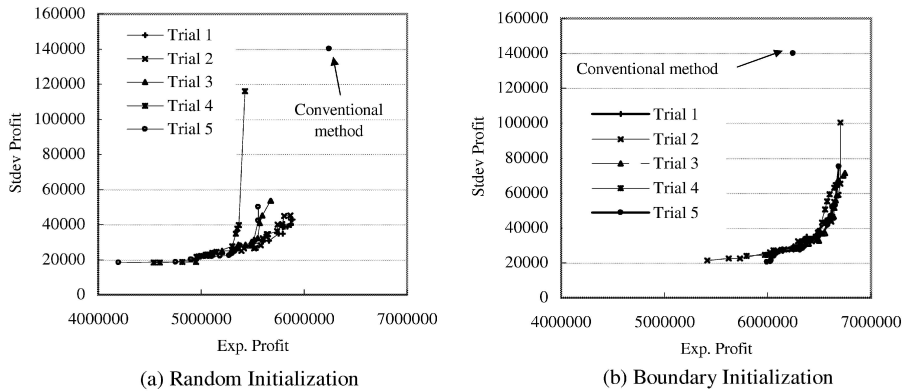 160000
140000
120000
100000
80000
60000
40000
20000
0
Stdev Profit
Trial 1
Trial 2
Trial 3
Trial 4
Trial 5
Conventional
method
4000000 5000000 6000000 7000000
Exp. Profit
(a) Random Initialization
160000
140000
120000
100000
80000
60000
40000
20000
0
Stdev Profit
Conventional method
Trial 1
Trial 2
Trial 3
Trial 4
Trial 5
4000000 5000000 6000000 7000000
Exp. Profit
(b) Boundary Initialization